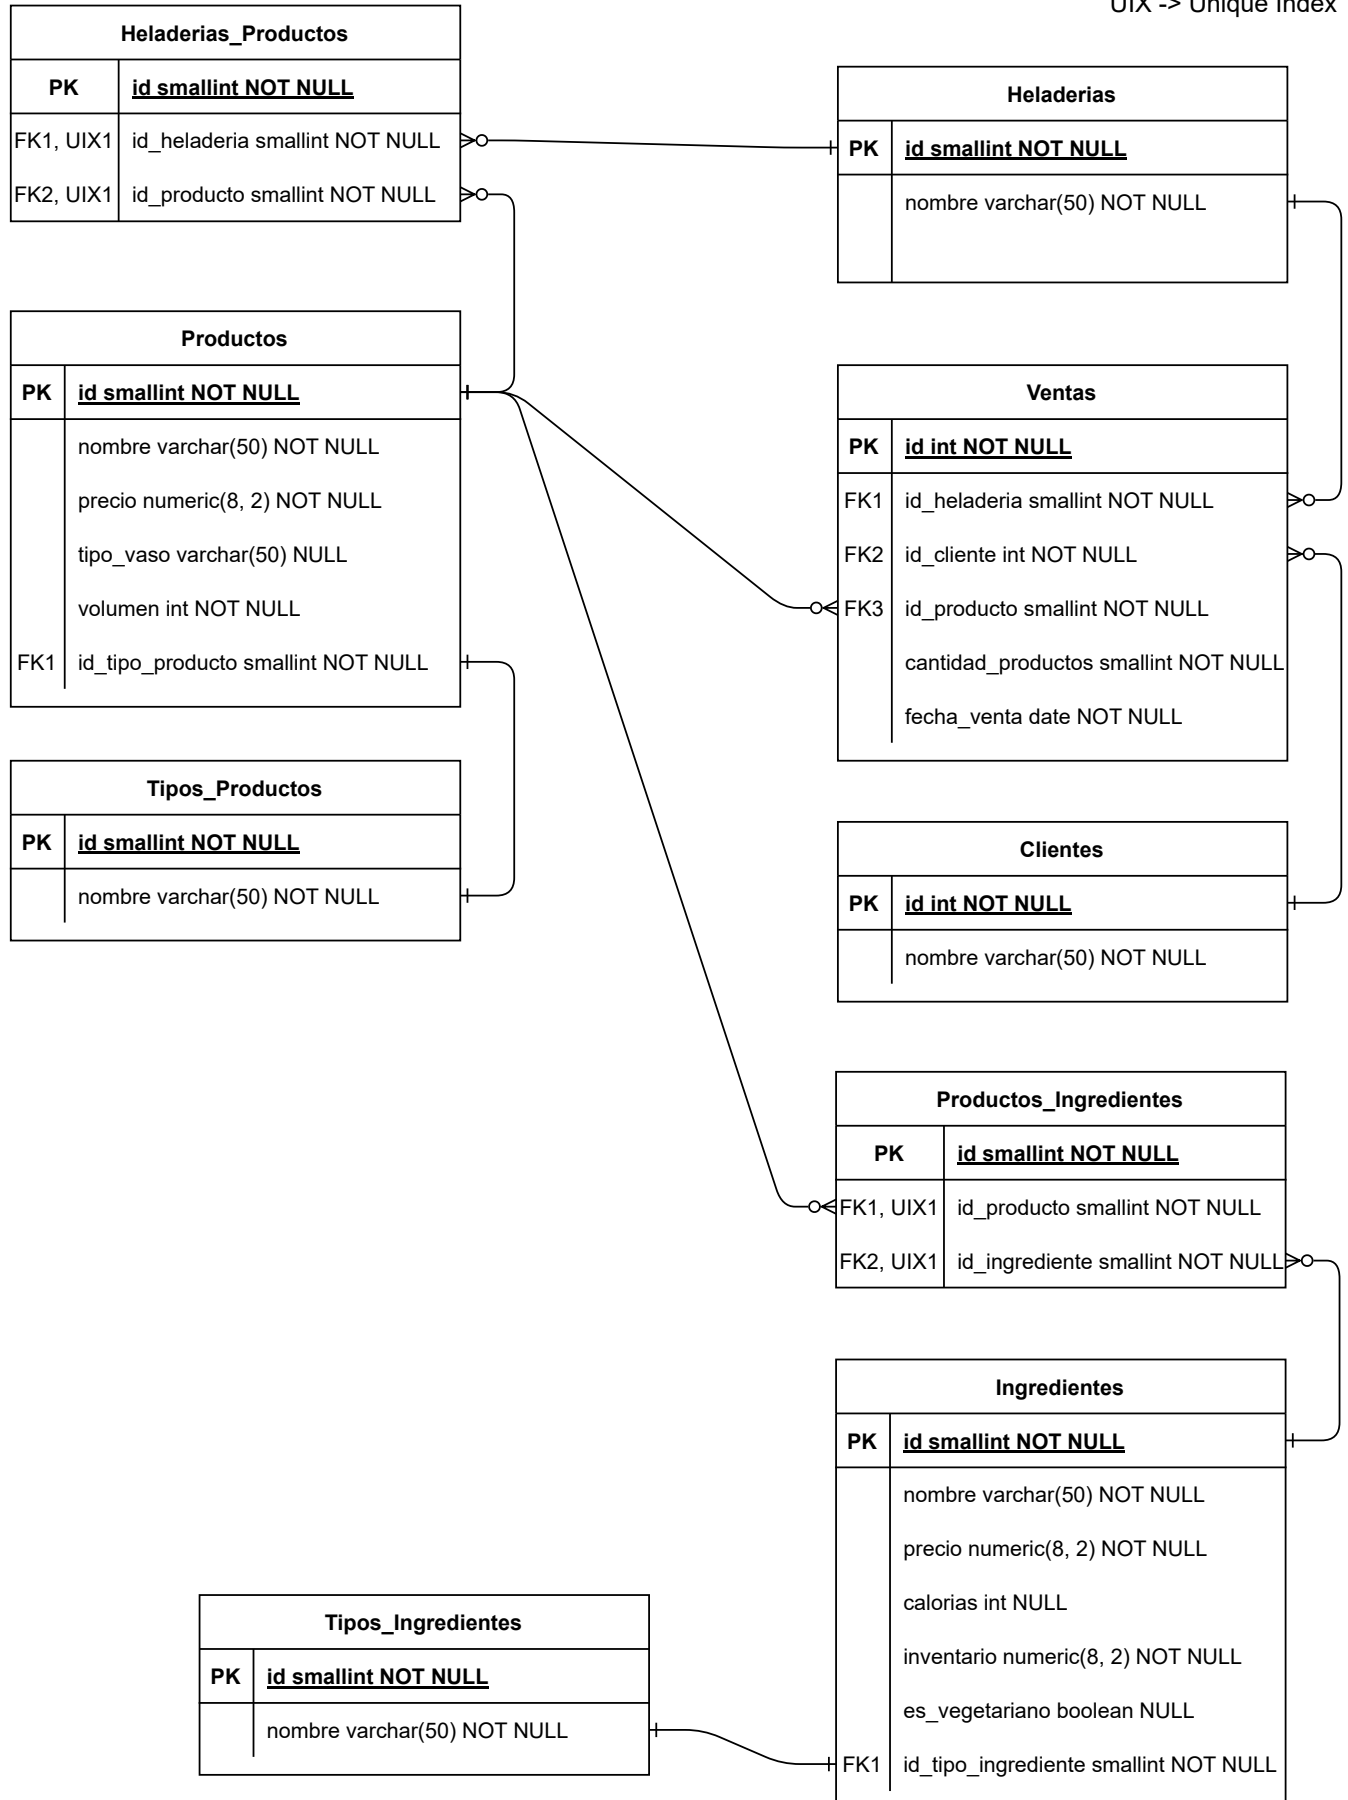 UIX -> Unique Index
Heladerias_Productos
PK id smallint NOT NULL
FK1, UIX1 id_heladeria smallint NOT NULL
FK2, UIX1 id_producto smallint NOT NULL
Heladerias
PK id smallint NOT NULL
nombre varchar(50) NOT NULL
Productos
PK id smallint NOT NULL
nombre varchar(50) NOT NULL
precio numeric(8, 2) NOT NULL
tipo_vaso varchar(50) NULL
volumen int NOT NULL
FK1 id_tipo_producto smallint NOT NULL
Ventas
PK id int NOT NULL
FK1 id_heladeria smallint NOT NULL
FK2 id_cliente int NOT NULL
FK3 id_producto smallint NOT NULL
cantidad_productos smallint NOT NULL
fecha_venta date NOT NULL
Tipos_Productos
PK id smallint NOT NULL
nombre varchar(50) NOT NULL
Clientes
PK id int NOT NULL
nombre varchar(50) NOT NULL
Productos_Ingredientes
PK id smallint NOT NULL
FK1, UIX1 id_producto smallint NOT NULL
FK2, UIX1 id_ingrediente smallint NOT NULL
Ingredientes
PK id smallint NOT NULL
nombre varchar(50) NOT NULL
precio numeric(8, 2) NOT NULL
calorias int NULL
inventario numeric(8, 2) NOT NULL
es_vegetariano boolean NULL
FK1 id_tipo_ingrediente smallint NOT NULL
Tipos_Ingredientes
PK id smallint NOT NULL
nombre varchar(50) NOT NULL